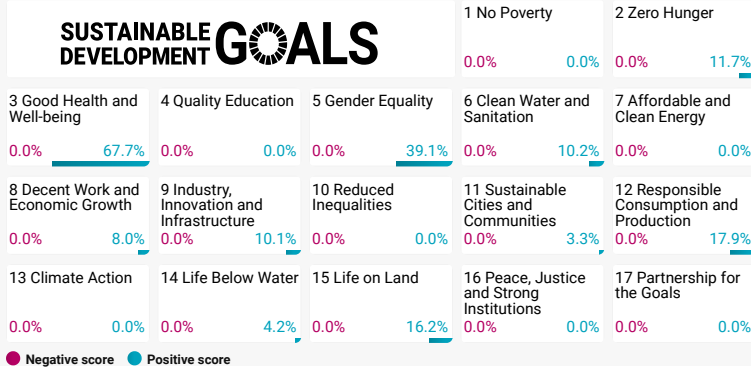 SUSTAINABLE
DEVELOPMENT
GOALS
1 No Poverty
0.0% 0.0%
2 Zero Hunger
0.0% 11.7%
3 Good Health and
Well-being
0.0% 67.7%
4 Quality Education
0.0% 0.0%
5 Gender Equality
0.0% 39.1%
6 Clean Water and
Sanitation
0.0% 10.2%
7 Affordable and
Clean Energy
0.0% 0.0%
8 Decent Work and
Economic Growth
0.0% 8.0%
9 Industry,
Innovation and
Infrastructure
0.0% 10.1%
10 Reduced
Inequalities
0.0% 0.0%
11 Sustainable
Cities and
Communities
0.0% 3.3%
12 Responsible
Consumption and
Production
0.0% 17.9%
13 Climate Action
0.0% 0.0%
14 Life Below Water
0.0% 4.2%
15 Life on Land
0.0% 16.2%
16 Peace, Justice
and Strong
Institutions
0.0% 0.0%
17 Partnership for
the Goals
0.0% 0.0%
Negative score Positive score